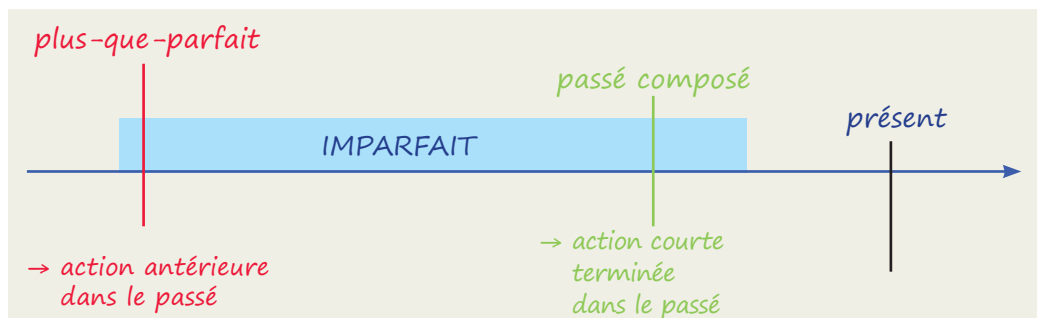 plus-que-parfait
passé composé
présent
IMPARFAIT
→ action antérieure
dans le passé
→ action courte
terminée
dans le passé